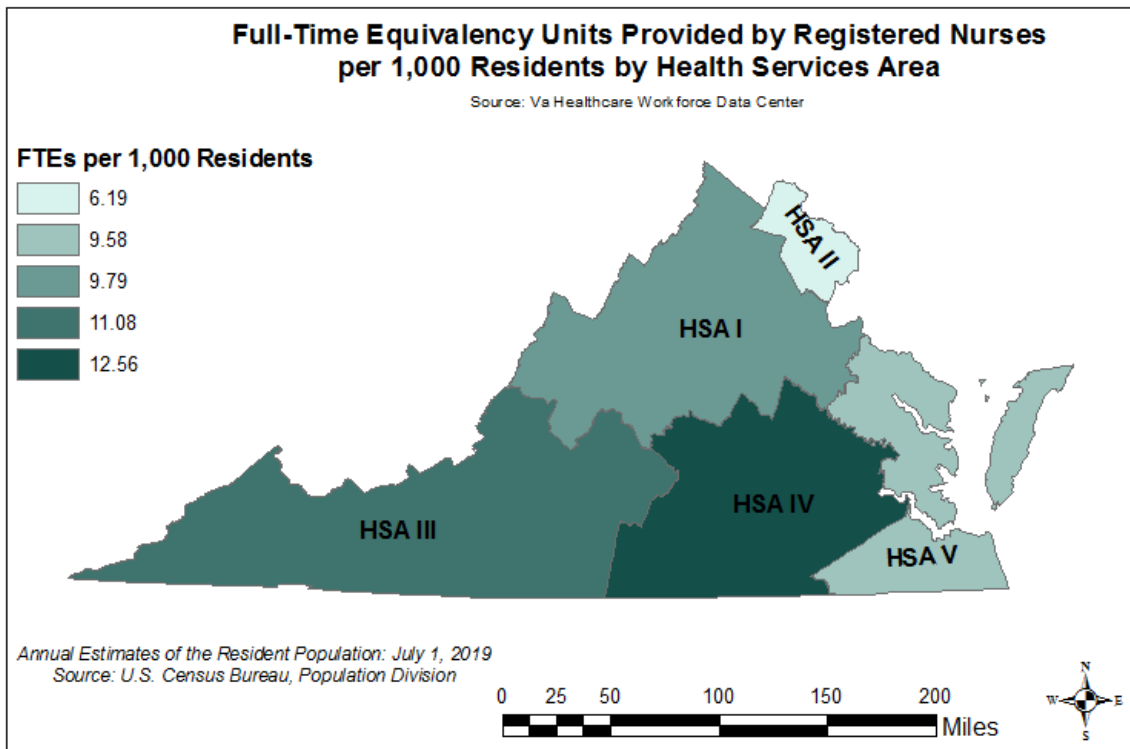 Full-Time Equivalency Units Provided by Registered Nurses
per 1,000 Residents by Health Services Area
Source: Va Healthcare Workforce Data Center
FTEs per 1,000 Residents
6.19
9.58
9.79
11.08
12.56
HSA II
HSA I
HSA III
HSA IV
HSA V
Annual Estimates of the Resident Population: July 1, 2019
Source: U.S. Census Bureau, Population Division
0 25 50 100 150 200
Miles
N
W E
S